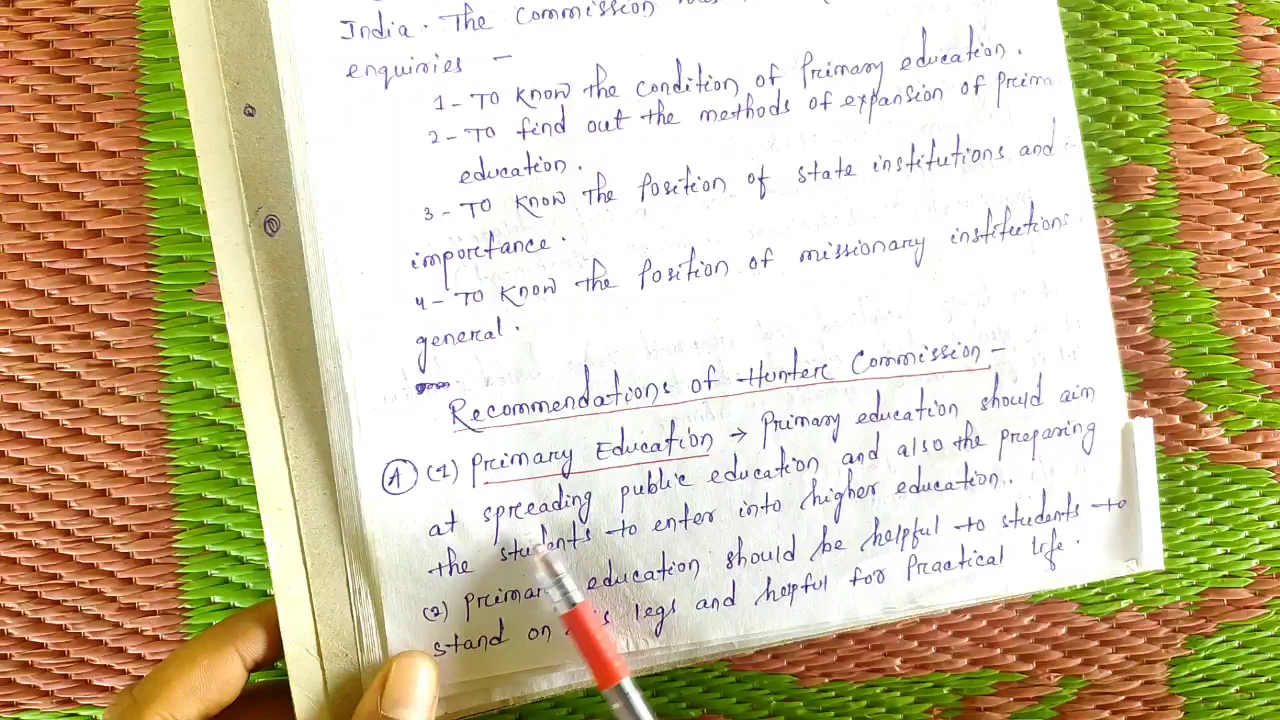 India. The Commission
enquiries –
1 - To know the condition of Primary education.
2 - To find out the methods of expansion of
education.
3 - To know the Position of state institutions and
importance.
4 - To know the Position of missionary institutions
general.
Recommendations of Hunter Commission –
A (1) Primary Education → Primary education should aim
at spreading public education and also the preparing
the students to enter into higher education.
(2) Primary education should be helpful to students to
stand on legs and helpful for Practical life.